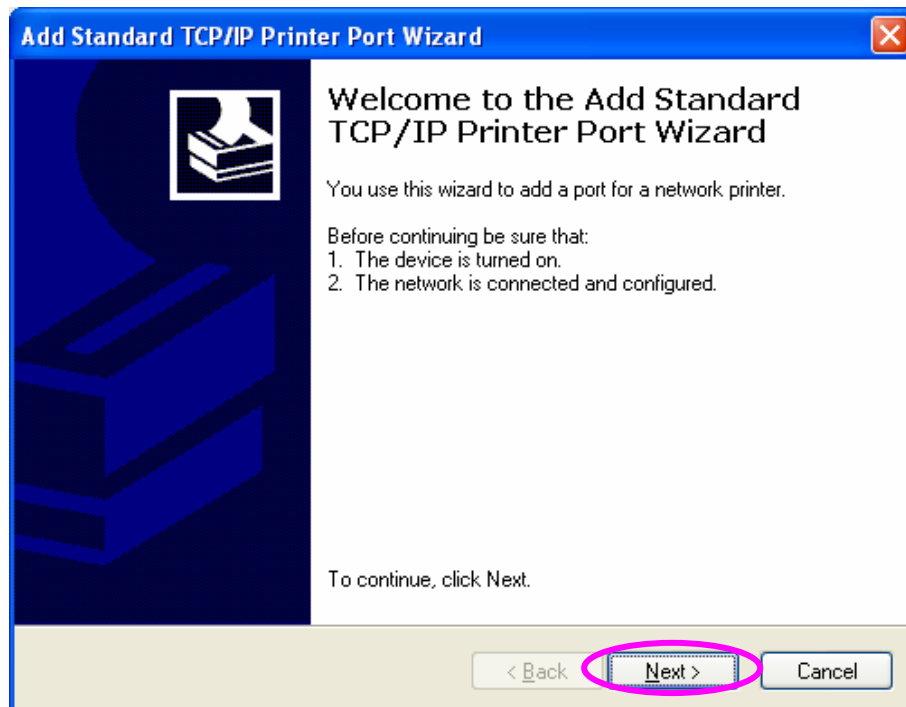 Add Standard TCP/IP Printer Port Wizard
Welcome to the Add Standard
TCP/IP Printer Port Wizard
You use this wizard to add a port for a network printer.
Before continuing be sure that:
1. The device is turned on.
2. The network is connected and configured.
To continue, click Next.
< Back
Next >
Cancel